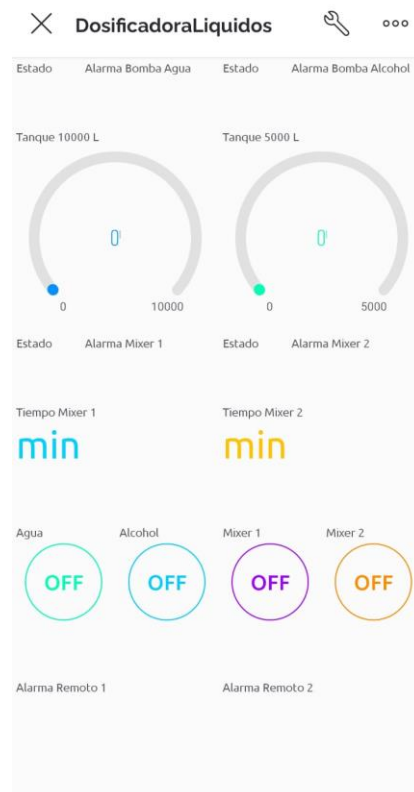 DosificadoraLiquidos
Estado Alarma Bomba Agua Estado Alarma Bomba Alcohol
Tanque 10000 L Tanque 5000 L
0 0
0 10000 0 5000
Estado Alarma Mixer 1 Estado Alarma Mixer 2
Tiempo Mixer 1 Tiempo Mixer 2
min min
Agua Alcohol Mixer 1 Mixer 2
OFF OFF OFF OFF
Alarma Remoto 1 Alarma Remoto 2